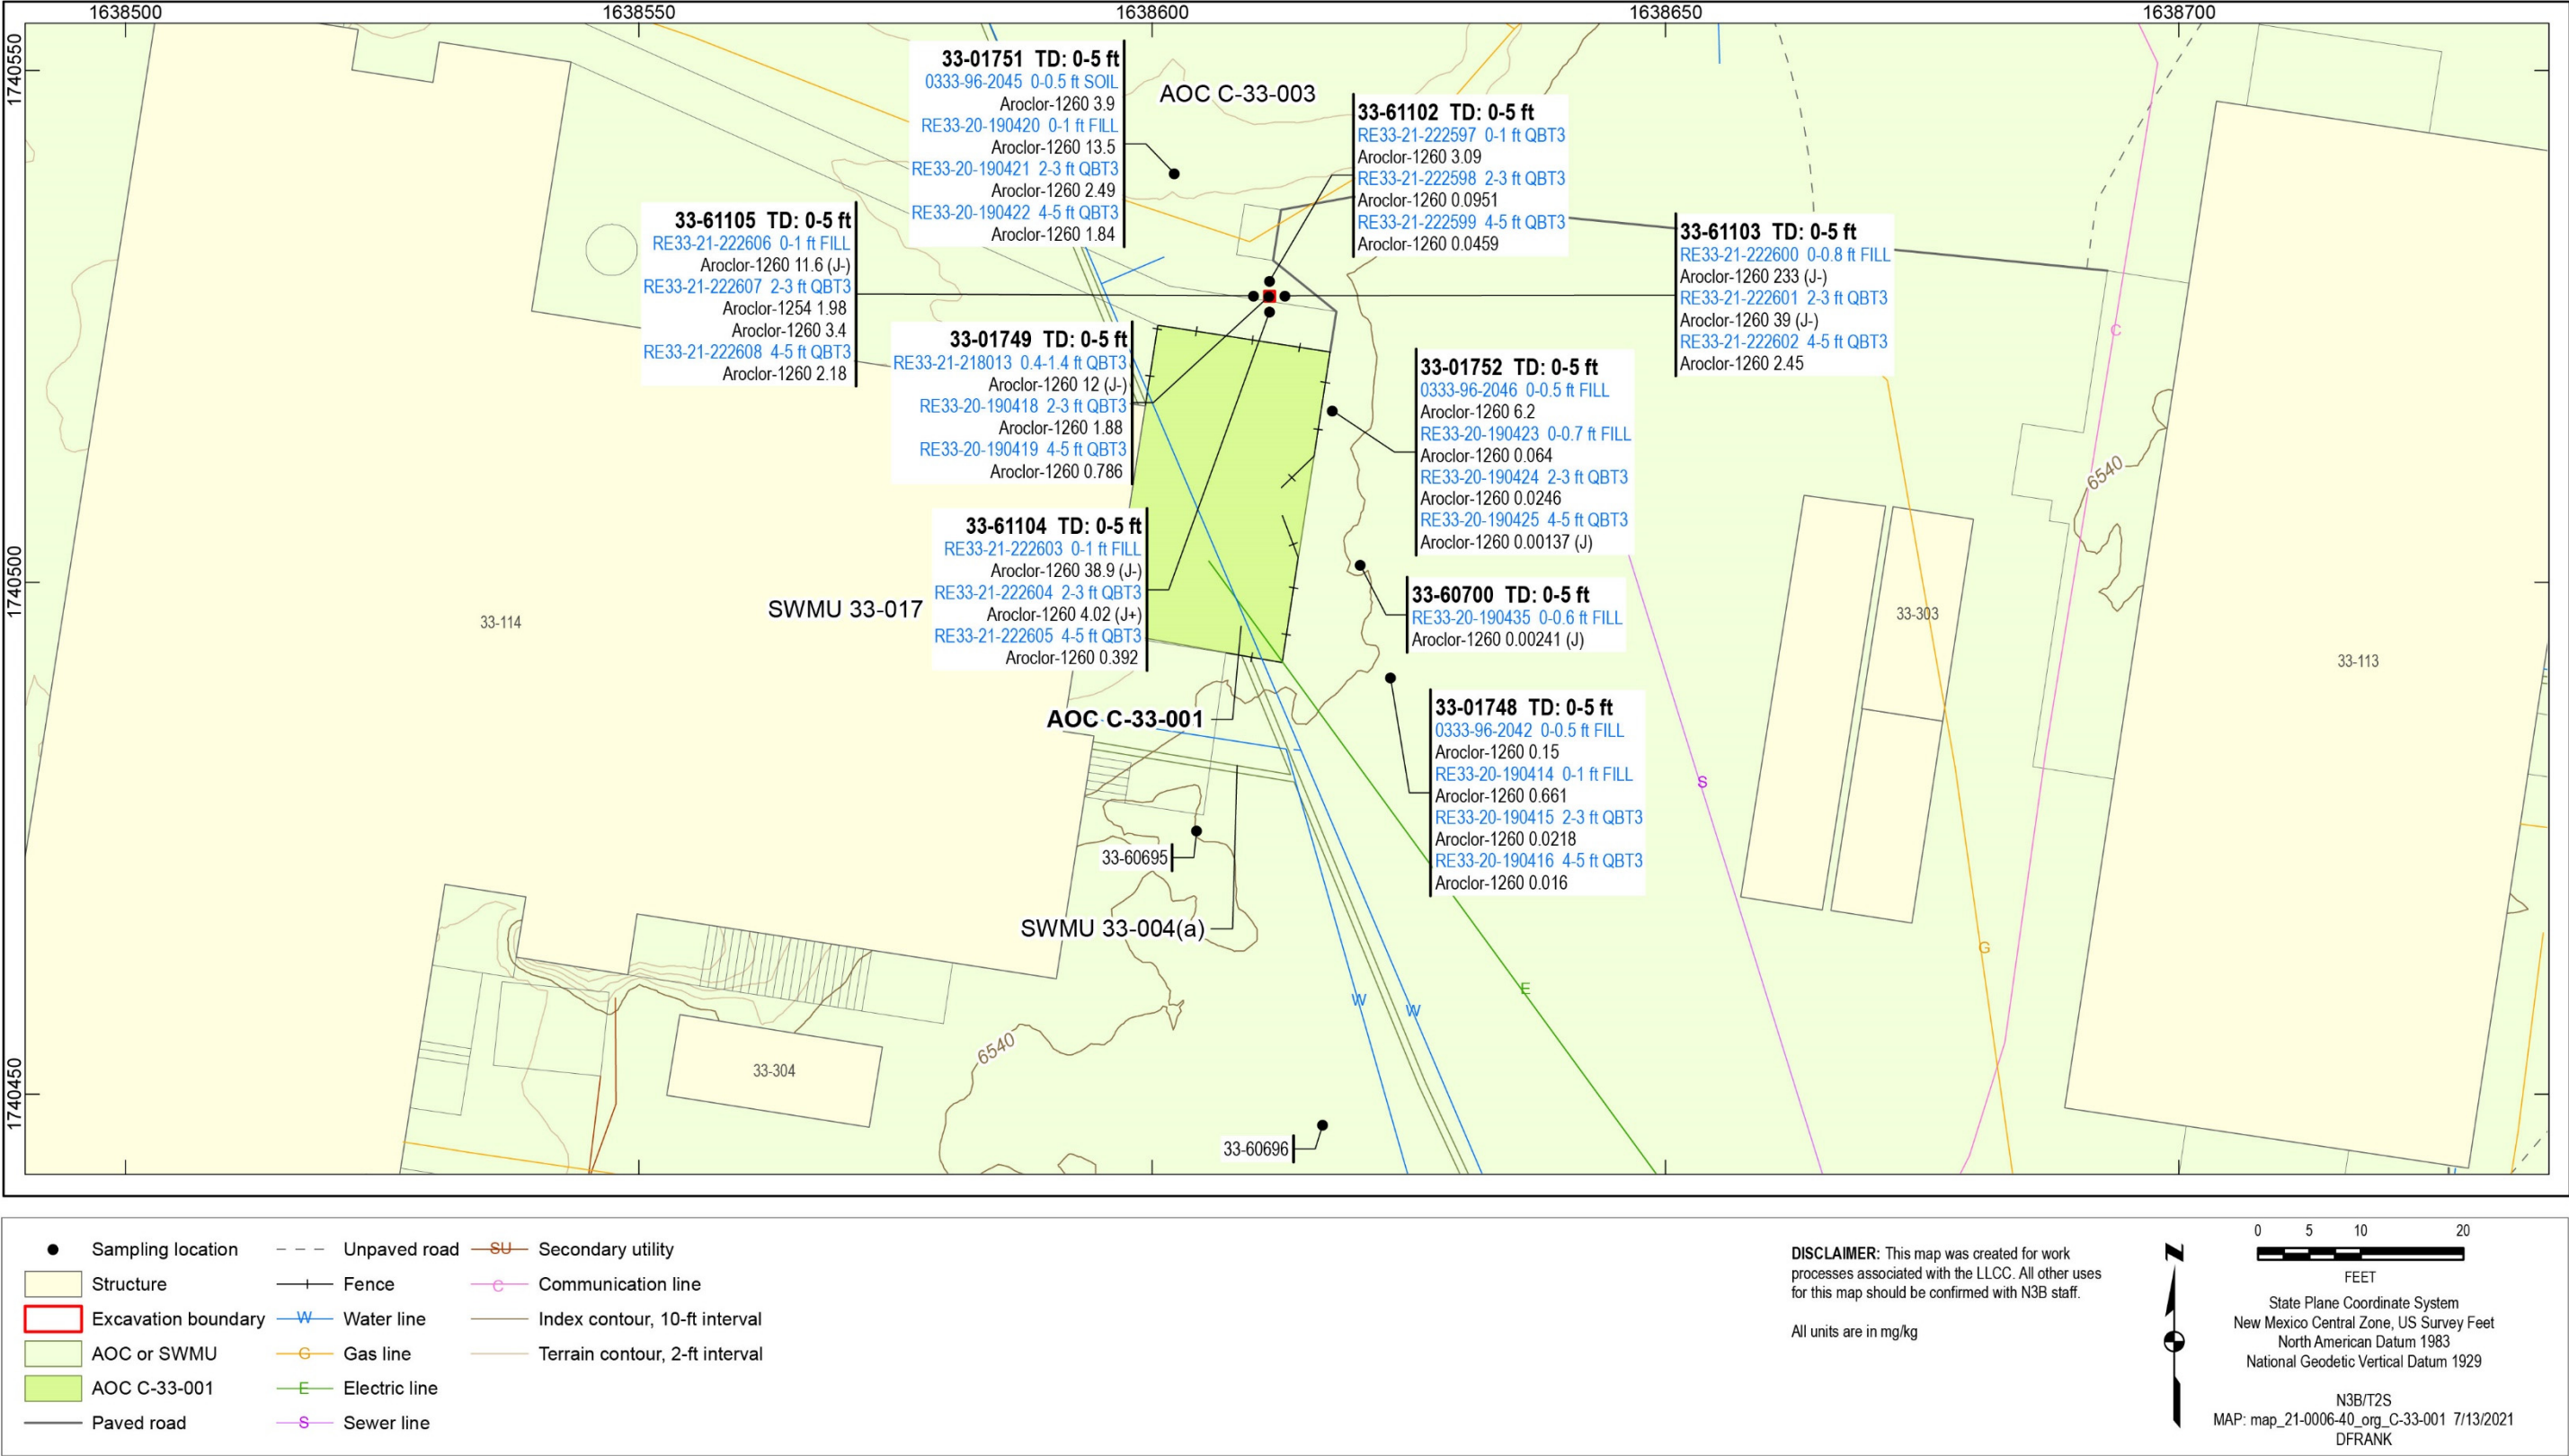 1638500
1638550
1638600
1638650
1638700
1740550
1740500
1740450
33-01751 TD: 0-5 ft
0333-96-2045 0-0.5 ft SOIL
Aroclor-1260 3.9
RE33-20-190420 0-1 ft FILL
Aroclor-1260 13.5
RE33-20-190421 2-3 ft QBT3
Aroclor-1260 2.49
RE33-20-190422 4-5 ft QBT3
Aroclor-1260 1.84
AOC C-33-003
33-61102 TD: 0-5 ft
RE33-21-222597 0-1 ft QBT3
Aroclor-1260 3.09
RE33-21-222598 2-3 ft QBT3
Aroclor-1260 0.0951
RE33-21-222599 4-5 ft QBT3
Aroclor-1260 0.0459
33-61105 TD: 0-5 ft
RE33-21-222606 0-1 ft FILL
Aroclor-1260 11.6 (J-)
RE33-21-222607 2-3 ft QBT3
Aroclor-1254 1.98
Aroclor-1260 3.4
RE33-21-222608 4-5 ft QBT3
Aroclor-1260 2.18
33-61103 TD: 0-5 ft
RE33-21-222600 0-0.8 ft FILL
Aroclor-1260 233 (J-)
RE33-21-222601 2-3 ft QBT3
Aroclor-1260 39 (J-)
RE33-21-222602 4-5 ft QBT3
Aroclor-1260 2.45
C
33-01749 TD: 0-5 ft
RE33-21-218013 0.4-1.4 ft QBT3
Aroclor-1260 12 (J-)
RE33-20-190418 2-3 ft QBT3
Aroclor-1260 1.88
RE33-20-190419 4-5 ft QBT3
Aroclor-1260 0.786
33-01752 TD: 0-5 ft
0333-96-2046 0-0.5 ft FILL
Aroclor-1260 6.2
RE33-20-190423 0-0.7 ft FILL
Aroclor-1260 0.064
RE33-20-190424 2-3 ft QBT3
Aroclor-1260 0.0246
RE33-20-190425 4-5 ft QBT3
Aroclor-1260 0.00137 (J)
6540
33-61104 TD: 0-5 ft
RE33-21-222603 0-1 ft FILL
Aroclor-1260 38.9 (J-)
RE33-21-222604 2-3 ft QBT3
Aroclor-1260 4.02 (J+)
RE33-21-222605 4-5 ft QBT3
Aroclor-1260 0.392
33-60700 TD: 0-5 ft
RE33-20-190435 0-0.6 ft FILL
Aroclor-1260 0.00241 (J)
SWMU 33-017
33-114
33-303
33-113
AOC C-33-001
33-01748 TD: 0-5 ft
0333-96-2042 0-0.5 ft FILL
Aroclor-1260 0.15
RE33-20-190414 0-1 ft FILL
Aroclor-1260 0.661
RE33-20-190415 2-3 ft QBT3
Aroclor-1260 0.0218
RE33-20-190416 4-5 ft QBT3
Aroclor-1260 0.016
S
33-60695
SWMU 33-004(a)
G
E
W
W
6540
33-304
33-60696
Sampling location
Structure
Excavation boundary
AOC or SWMU
AOC C-33-001
Paved road
Unpaved road
Fence
W Water line
G Gas line
E Electric line
S Sewer line
SU Secondary utility
C Communication line
Index contour, 10-ft interval
Terrain contour, 2-ft interval
DISCLAIMER: This map was created for work
processes associated with the LLCC. All other uses
for this map should be confirmed with N3B staff.
All units are in mg/kg
N
0 5 10 20
FEET
State Plane Coordinate System
New Mexico Central Zone, US Survey Feet
North American Datum 1983
National Geodetic Vertical Datum 1929
N3B/T2S
MAP: map_21-0006-40_org_C-33-001 7/13/2021
DFRANK